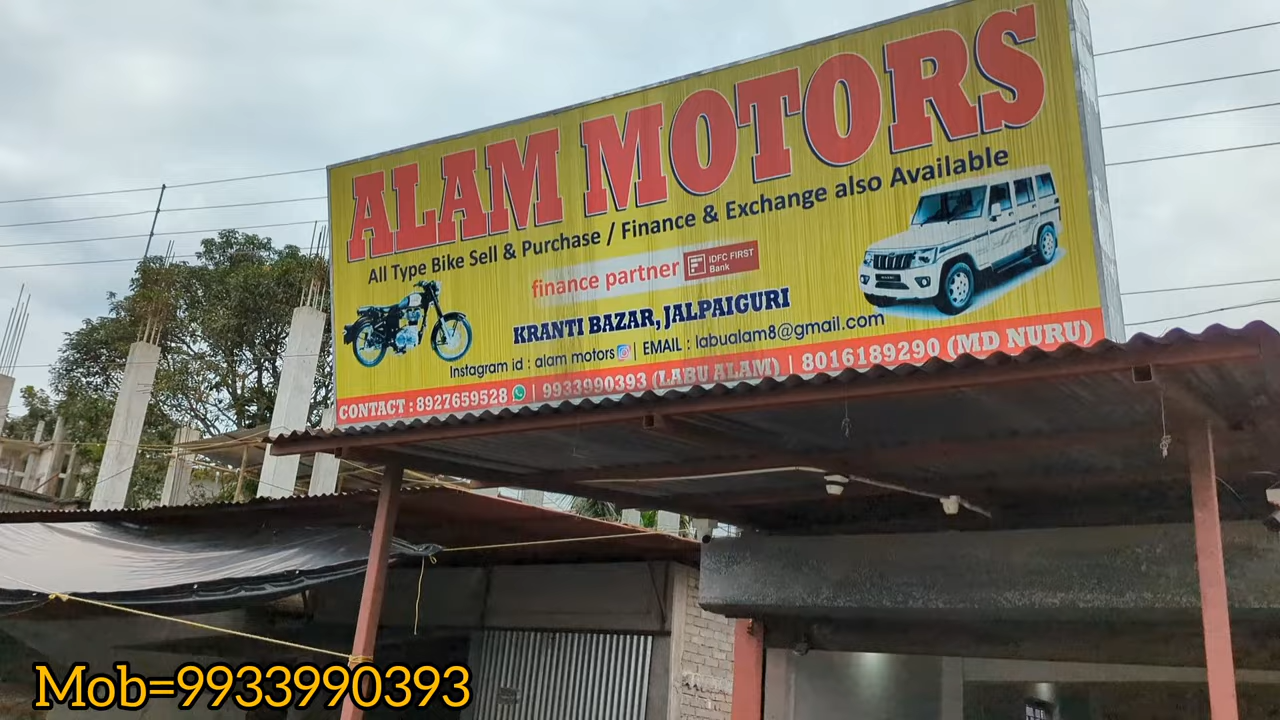 ALAM MOTORS
All Type Bike Sell & Purchase / Finance & Exchange also Available
finance partner IDFC FIRST Bank
KRANTI BAZAR, JALPAIGURI
Instagram id : alam motors | EMAIL : labualam8@gmail.com
CONTACT : 8927659528 | 9933990393 (LABU ALAM) | 8016189290 (MD NURU)
Mob=9933990393